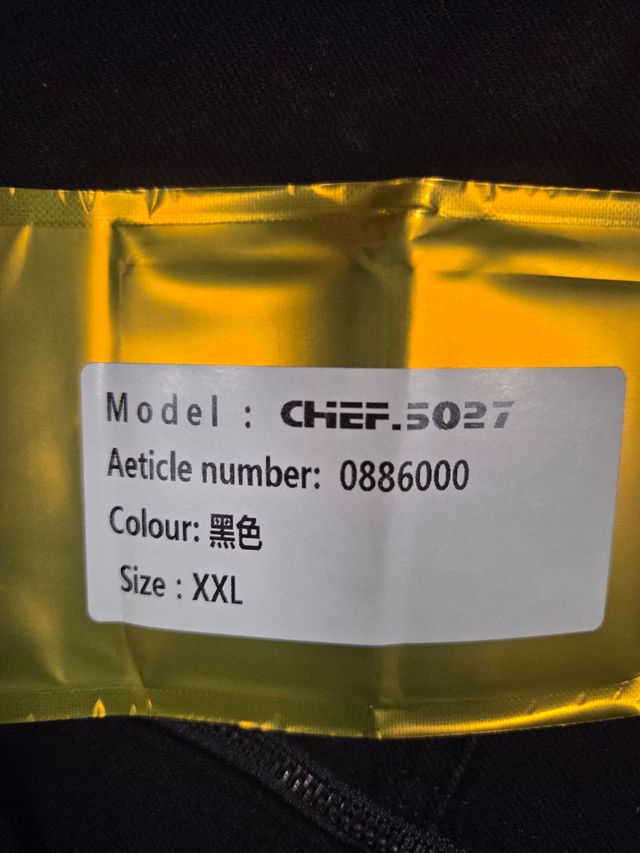 Model : CHEF.5027
Aeticle number: 0886000
Colour: 黑色
Size : XXL